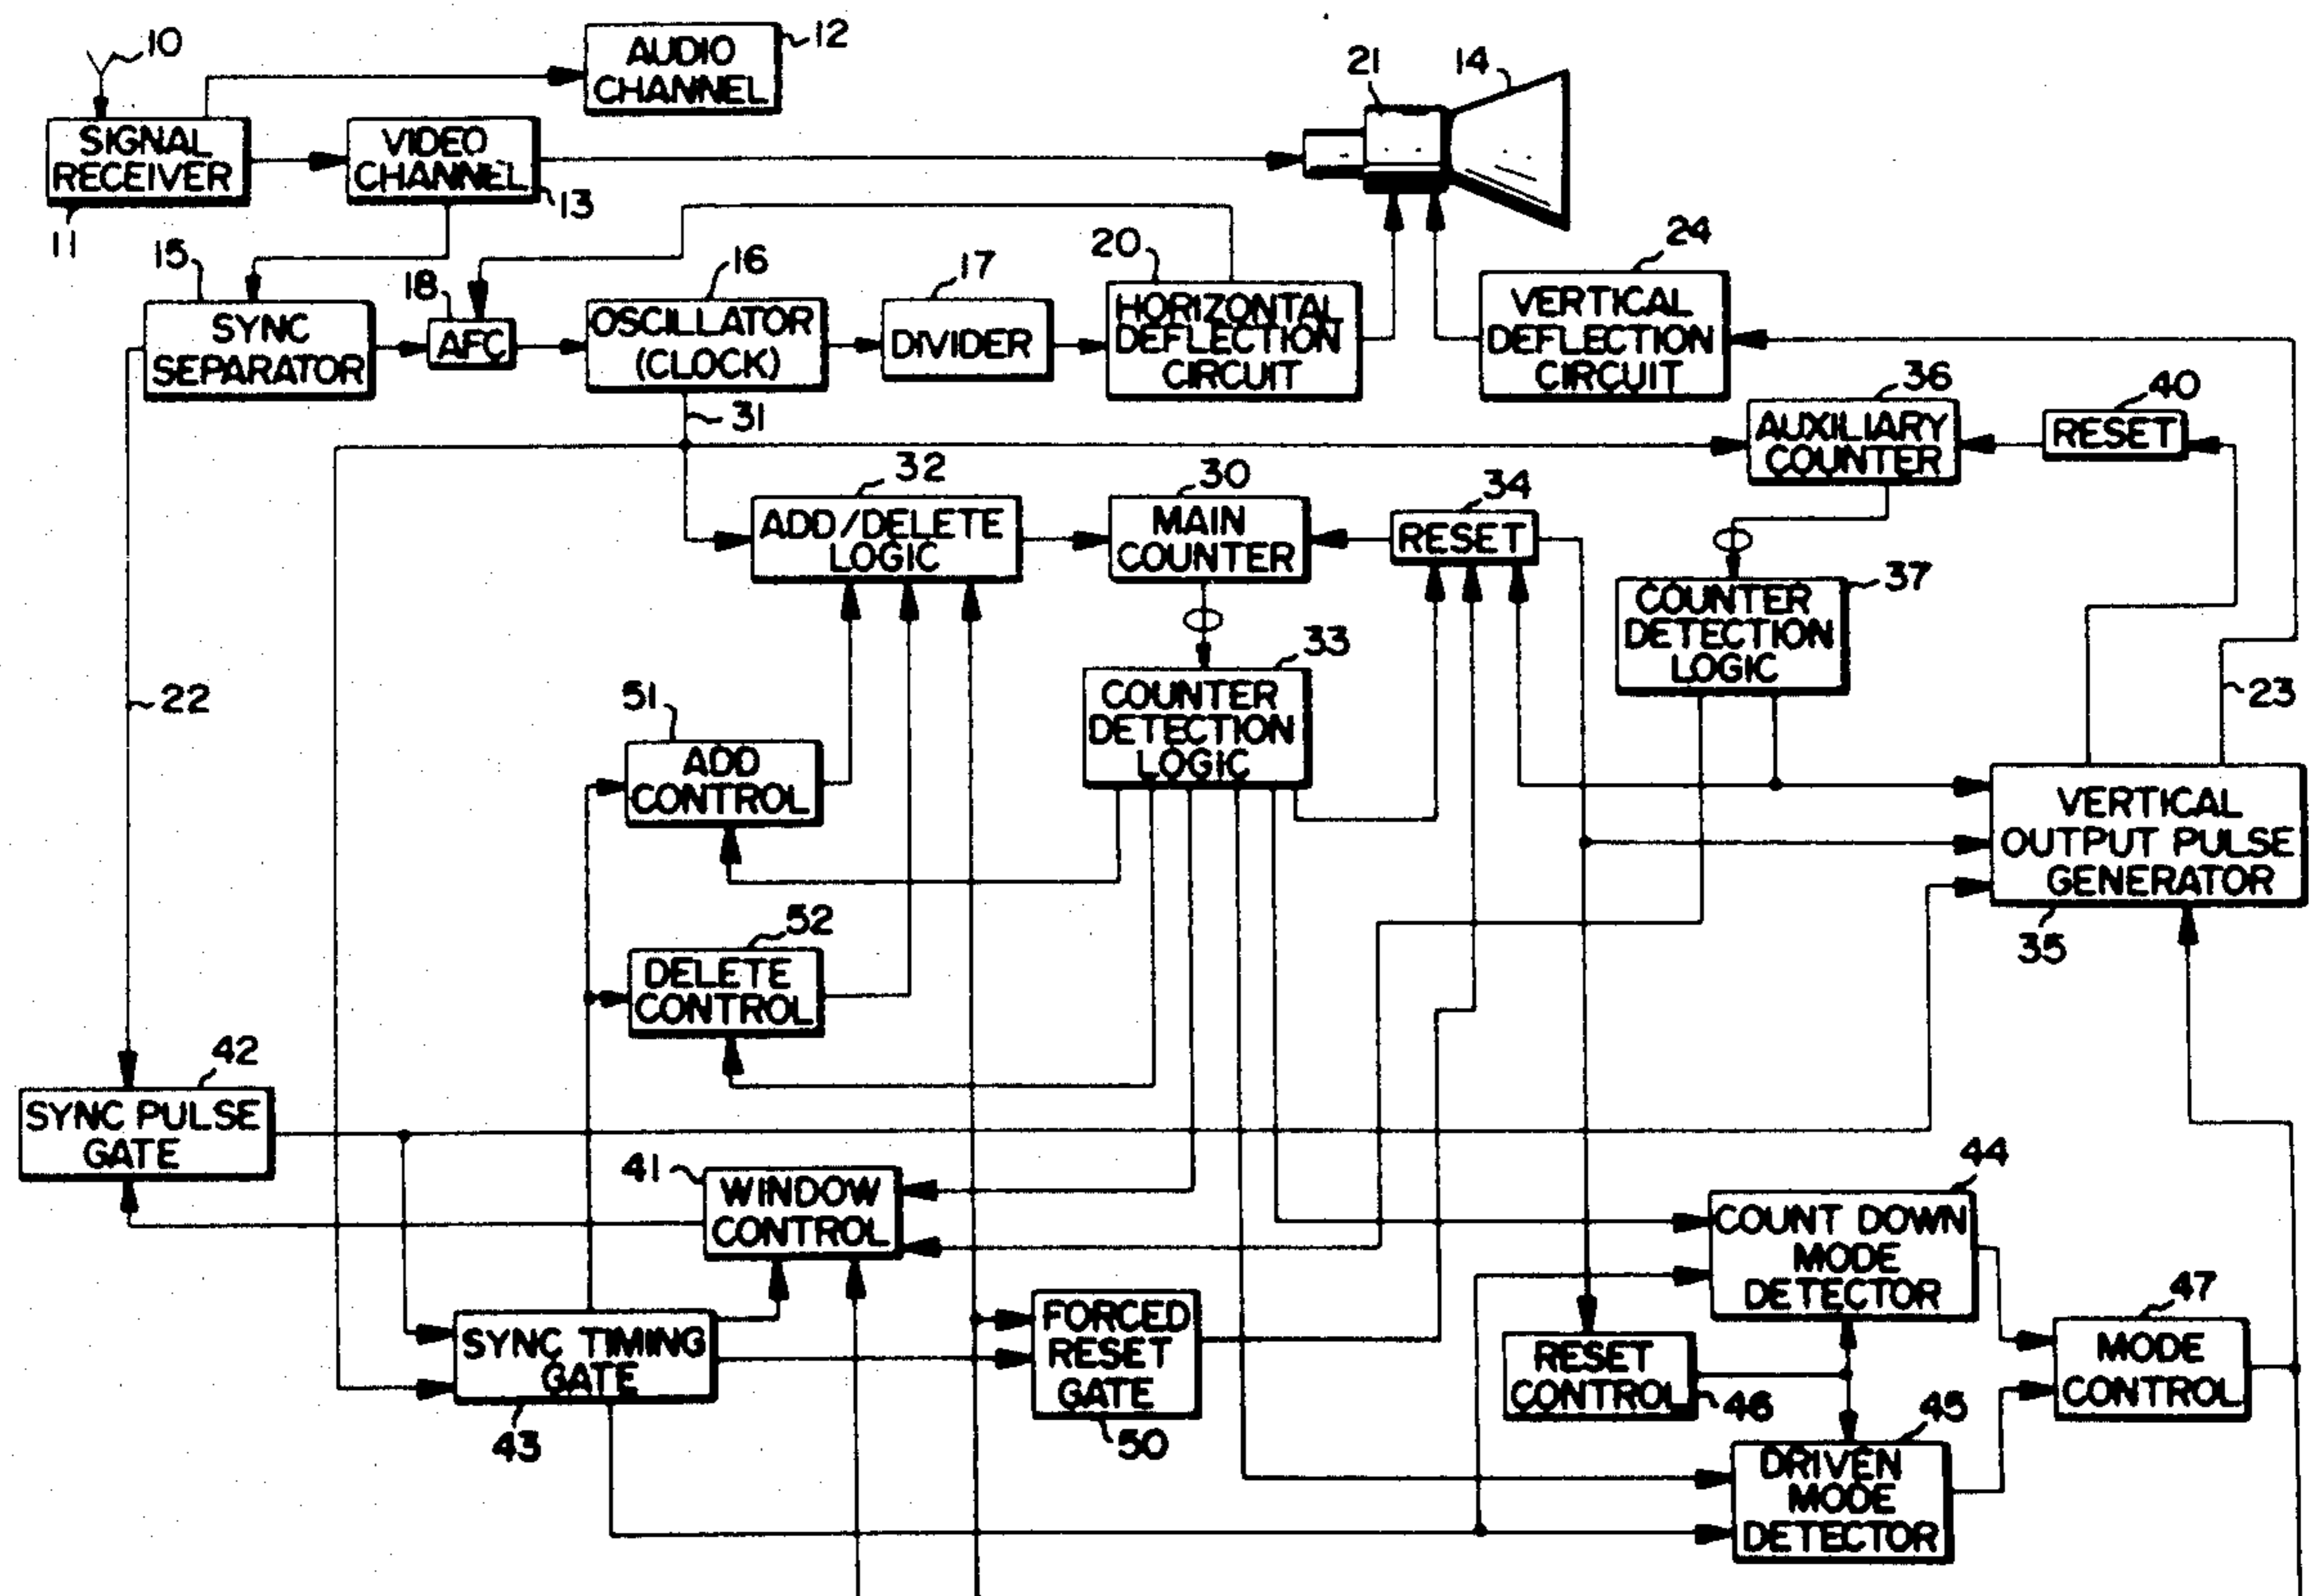 10
AUDIO
CHANNEL
12
SIGNAL
RECEIVER
11
VIDEO
CHANNEL
13
21
14
15
SYNC
SEPARATOR
18
AFC
16
OSCILLATOR
(CLOCK)
17
DIVIDER
20
HORIZONTAL
DEFLECTION
CIRCUIT
24
VERTICAL
DEFLECTION
CIRCUIT
31
36
AUXILIARY
COUNTER
40
RESET
32
ADD/DELETE
LOGIC
30
MAIN
COUNTER
34
RESET
37
COUNTER
DETECTION
LOGIC
33
COUNTER
DETECTION
LOGIC
22
23
51
ADD
CONTROL
VERTICAL
OUTPUT PULSE
GENERATOR
35
52
DELETE
CONTROL
42
SYNC PULSE
GATE
41
WINDOW
CONTROL
44
COUNT DOWN
MODE
DETECTOR
SYNC TIMING
GATE
43
FORCED
RESET
GATE
50
RESET
CONTROL
46
47
MODE
CONTROL
45
DRIVEN
MODE
DETECTOR